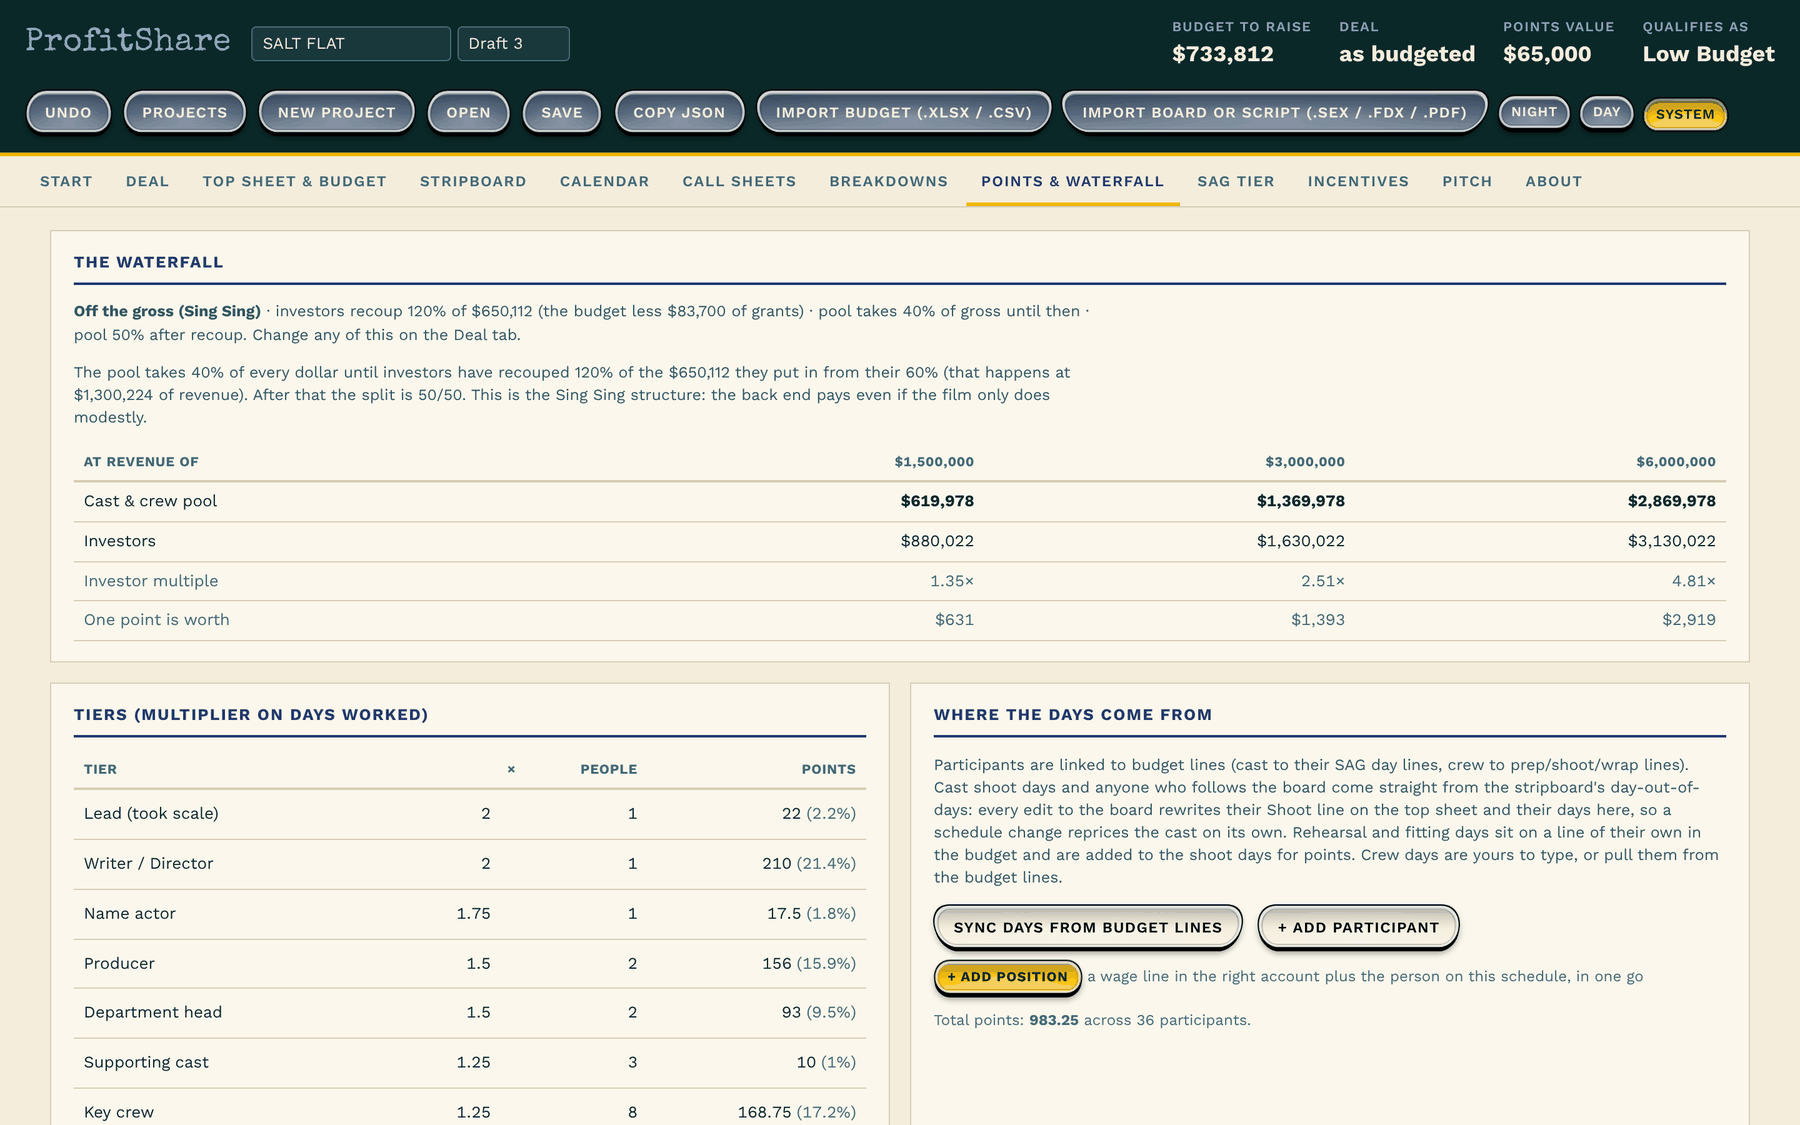 ProfitShare
SALT FLAT
Draft 3
BUDGET TO RAISE
$733,812
DEAL
as budgeted
POINTS VALUE
$65,000
QUALIFIES AS
Low Budget
UNDO
PROJECTS
NEW PROJECT
OPEN
SAVE
COPY JSON
IMPORT BUDGET (.XLSX / .CSV)
IMPORT BOARD OR SCRIPT (.SEX / .FDX / .PDF)
NIGHT
DAY
SYSTEM
START
DEAL
TOP SHEET & BUDGET
STRIPBOARD
CALENDAR
CALL SHEETS
BREAKDOWNS
POINTS & WATERFALL
SAG TIER
INCENTIVES
PITCH
ABOUT
THE WATERFALL
Off the gross (Sing Sing) · investors recoup 120% of $650,112 (the budget less $83,700 of grants) · pool takes 40% of gross until then ·
pool 50% after recoup. Change any of this on the Deal tab.
The pool takes 40% of every dollar until investors have recouped 120% of the $650,112 they put in from their 60% (that happens at
$1,300,224 of revenue). After that the split is 50/50. This is the Sing Sing structure: the back end pays even if the film only does
modestly.
AT REVENUE OF $1,500,000 $3,000,000 $6,000,000
Cast & crew pool $619,978 $1,369,978 $2,869,978
Investors $880,022 $1,630,022 $3,130,022
Investor multiple 1.35× 2.51× 4.81×
One point is worth $631 $1,393 $2,919
TIERS (MULTIPLIER ON DAYS WORKED)
TIER × PEOPLE POINTS
Lead (took scale) 2 1 22 (2.2%)
Writer / Director 2 1 210 (21.4%)
Name actor 1.75 1 17.5 (1.8%)
Producer 1.5 2 156 (15.9%)
Department head 1.5 2 93 (9.5%)
Supporting cast 1.25 3 10 (1%)
Key crew 1.25 8 168.75 (17.2%)
WHERE THE DAYS COME FROM
Participants are linked to budget lines (cast to their SAG day lines, crew to prep/shoot/wrap lines).
Cast shoot days and anyone who follows the board come straight from the stripboard's day-out-of-
days: every edit to the board rewrites their Shoot line on the top sheet and their days here, so a
schedule change reprices the cast on its own. Rehearsal and fitting days sit on a line of their own in
the budget and are added to the shoot days for points. Crew days are yours to type, or pull them from
the budget lines.
SYNC DAYS FROM BUDGET LINES
+ ADD PARTICIPANT
+ ADD POSITION a wage line in the right account plus the person on this schedule, in one go
Total points: 983.25 across 36 participants.